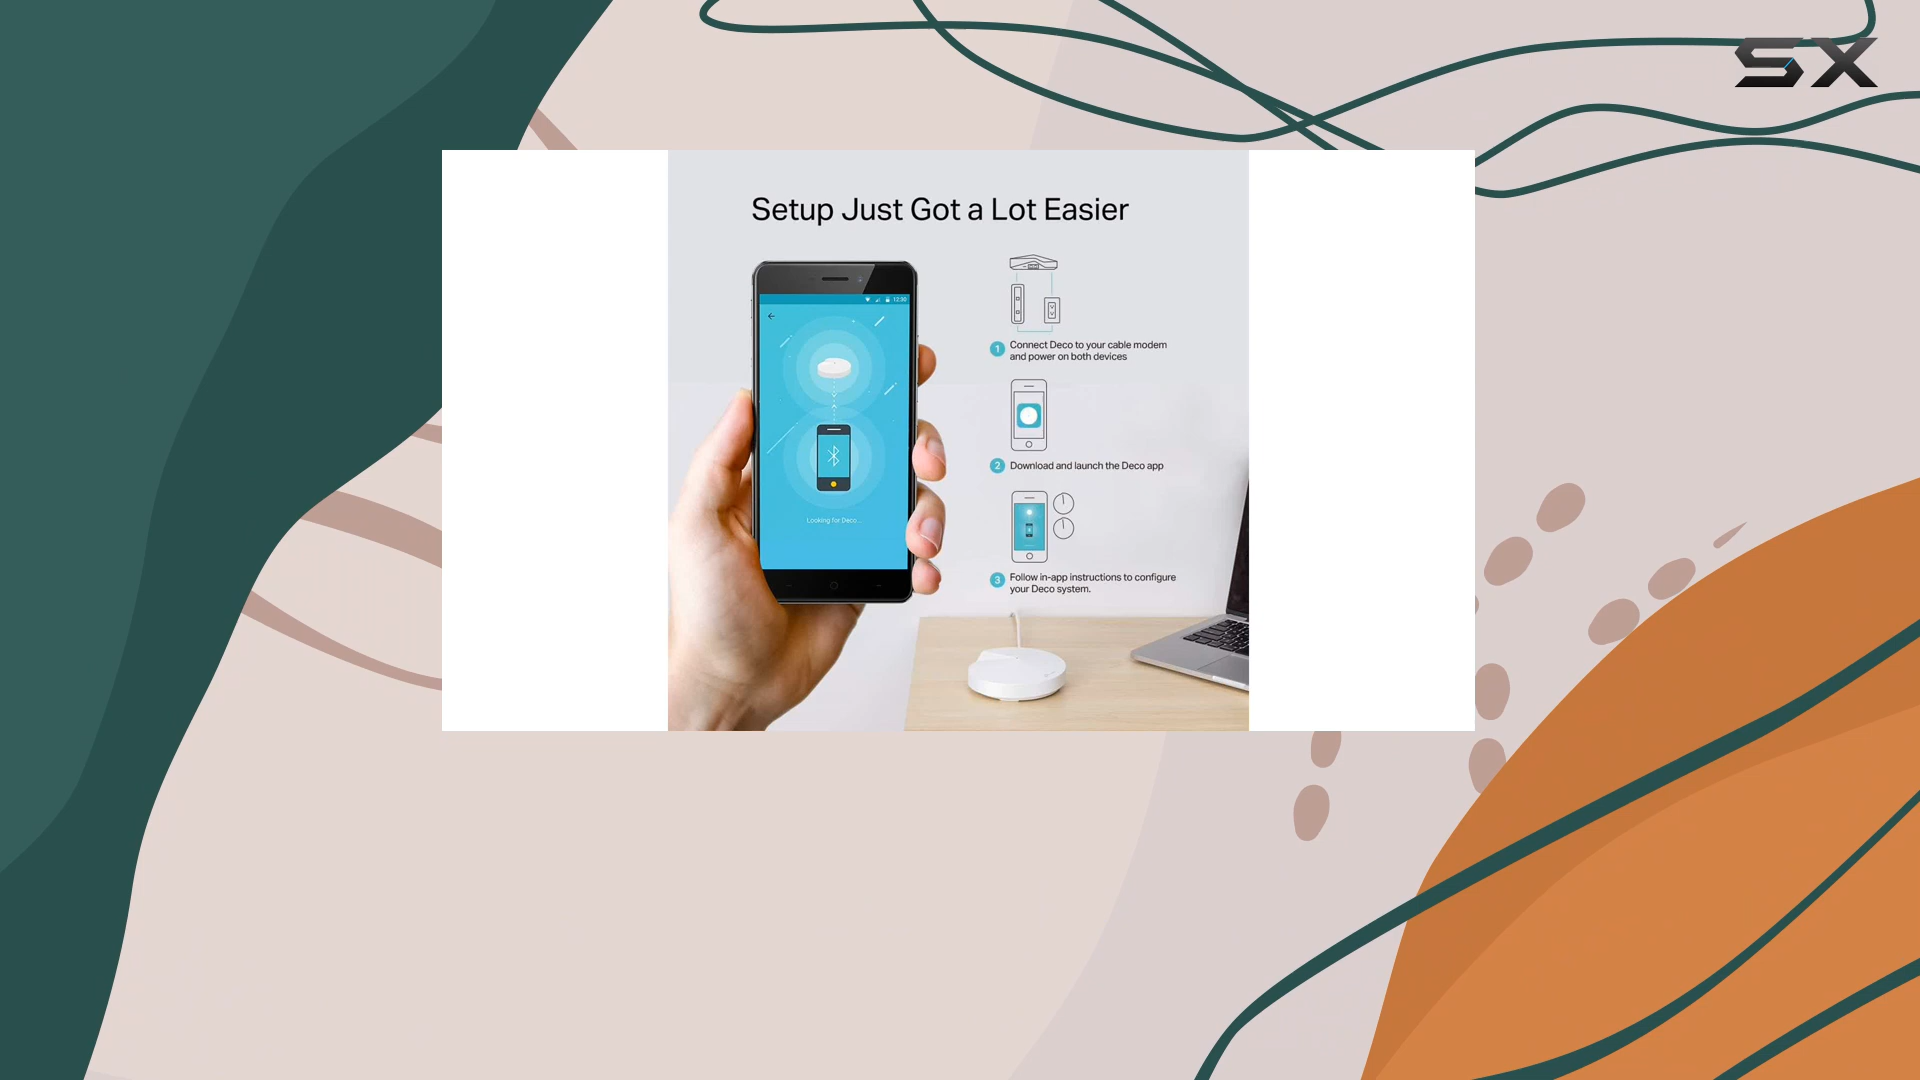 SX
Setup Just Got a Lot Easier
12:30
1 Connect Deco to your cable modem
and power on both devices
2 Download and launch the Deco app
Looking for Deco...
3 Follow in-app instructions to configure
your Deco system.